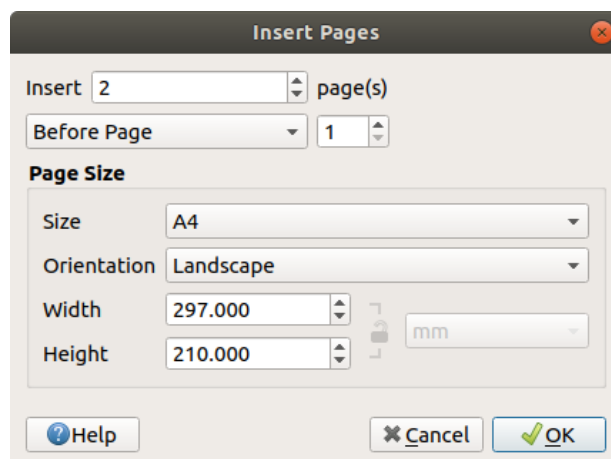 Insert Pages
Insert 2 page(s)
Before Page 1
Page Size
Size A4
Orientation Landscape
Width 297.000
mm
Height 210.000
Help Cancel OK